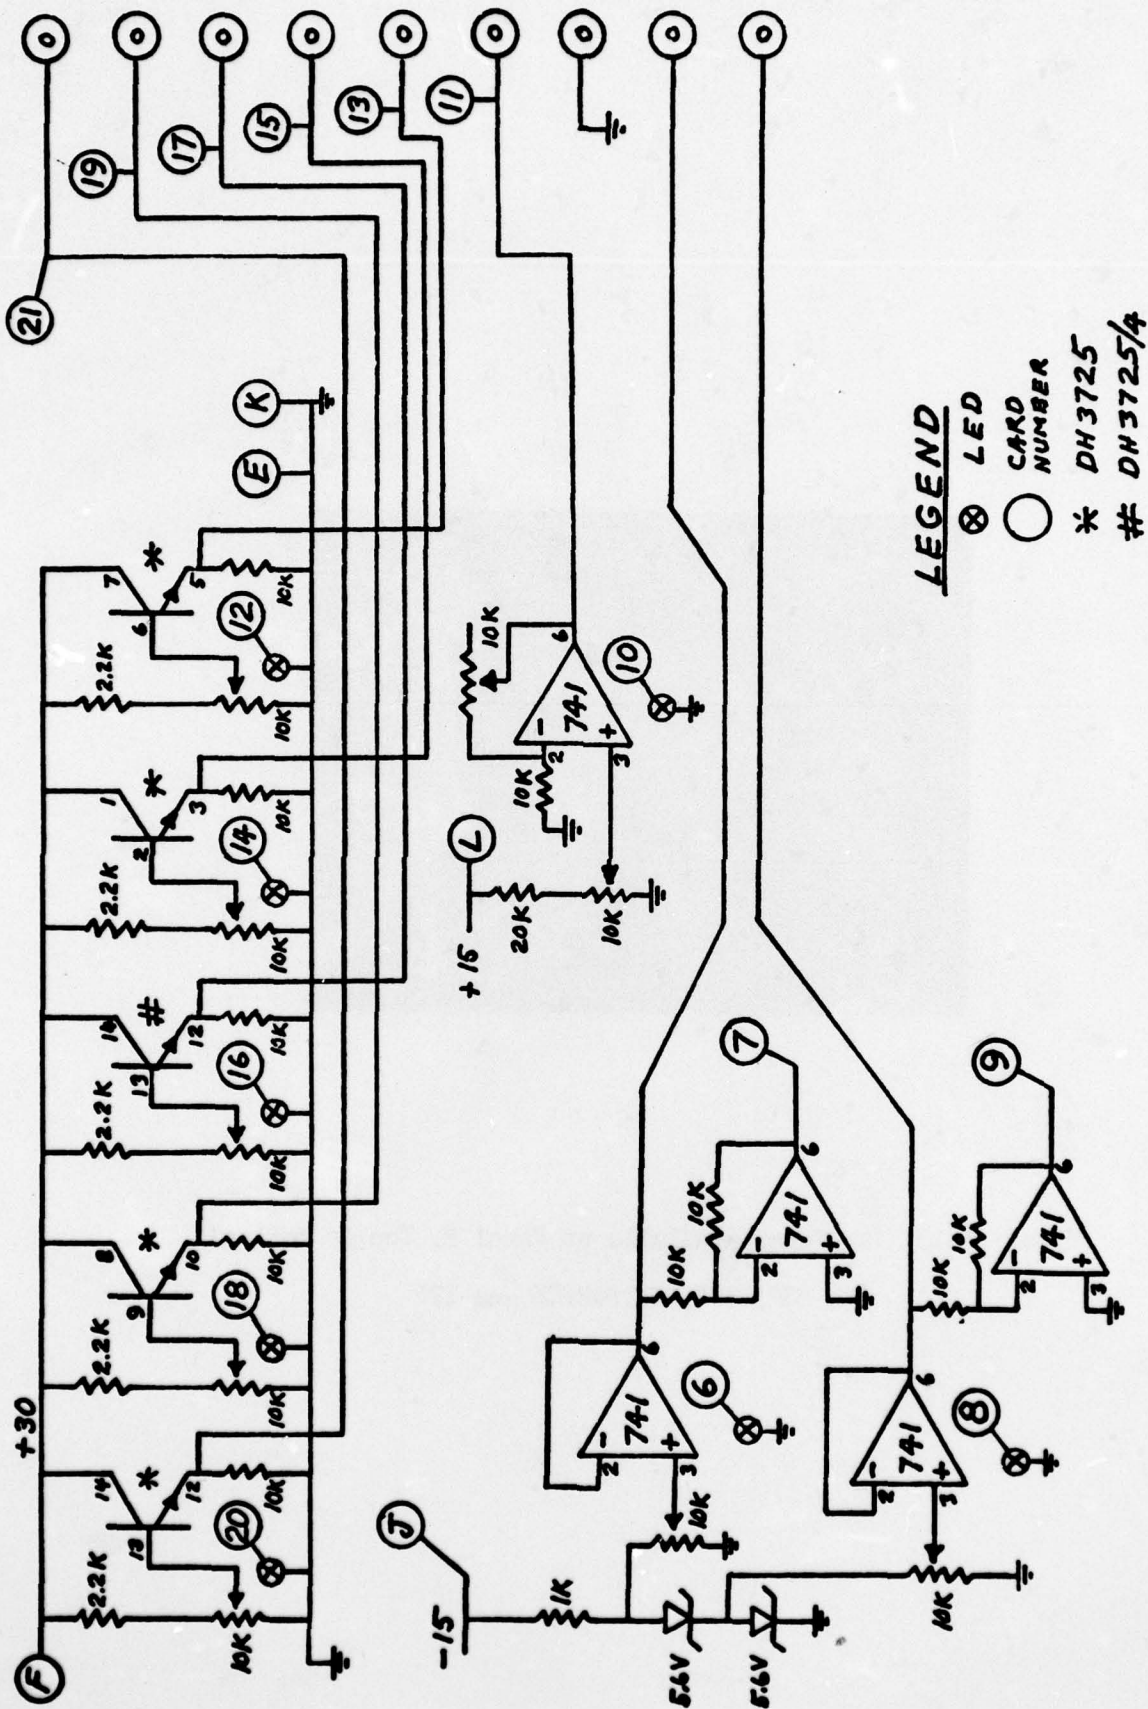 F
+30
21
2.2K
14
2.2K
8
2.2K
14
2.2K
1
2.2K
7
19
13
*
9
*
13
#
2
*
6
*
17
12
10
12
3
5
20
18
16
14
12
E
K
15
10K
10K
10K
10K
10K
10K
10K
10K
10K
10K
13
J
-15
+15
L
11
1K
20K
10K
10K
10K
2
-
741
+
3
6
10
5.6V
5.6V
10K
2
-
741
+
3
6
6
10K
10K
2
-
741
+
3
6
7
10K
2
-
741
+
3
6
8
10K
10K
2
-
741
+
3
6
9
LEGEND
LED
CARD
NUMBER
* DH3725
# DH3725/4